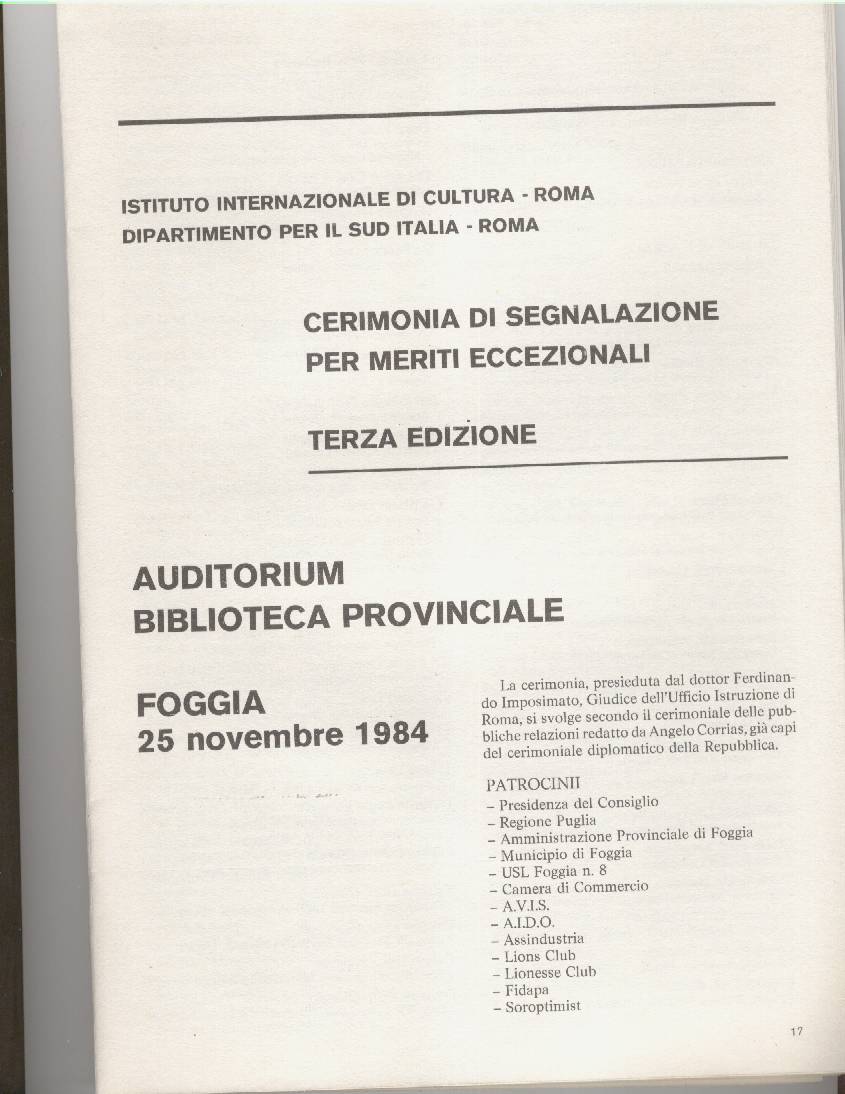 ISTITUTO INTERNAZIONALE DI CULTURA - ROMA
DIPARTIMENTO PER IL SUD ITALIA - ROMA
CERIMONIA DI SEGNALAZIONE
PER MERITI ECCEZIONALI
TERZA EDIZIONE
AUDITORIUM
BIBLIOTECA PROVINCIALE
FOGGIA
25 novembre 1984
La cerimonia, presieduta dal dottor Ferdinan-
do Imposimato, Giudice dell'Ufficio Istruzione di
Roma, si svolge secondo il cerimoniale delle pub-
bliche relazioni redatto da Angelo Corrias, già capi
del cerimoniale diplomatico della Repubblica.
PATROCINII
– Presidenza del Consiglio
– Regione Puglia
– Amministrazione Provinciale di Foggia
– Municipio di Foggia
– USL Foggia n. 8
– Camera di Commercio
– A.V.I.S.
– A.I.D.O.
– Assindustria
– Lions Club
– Lionesse Club
– Fidapa
– Soroptimist
17